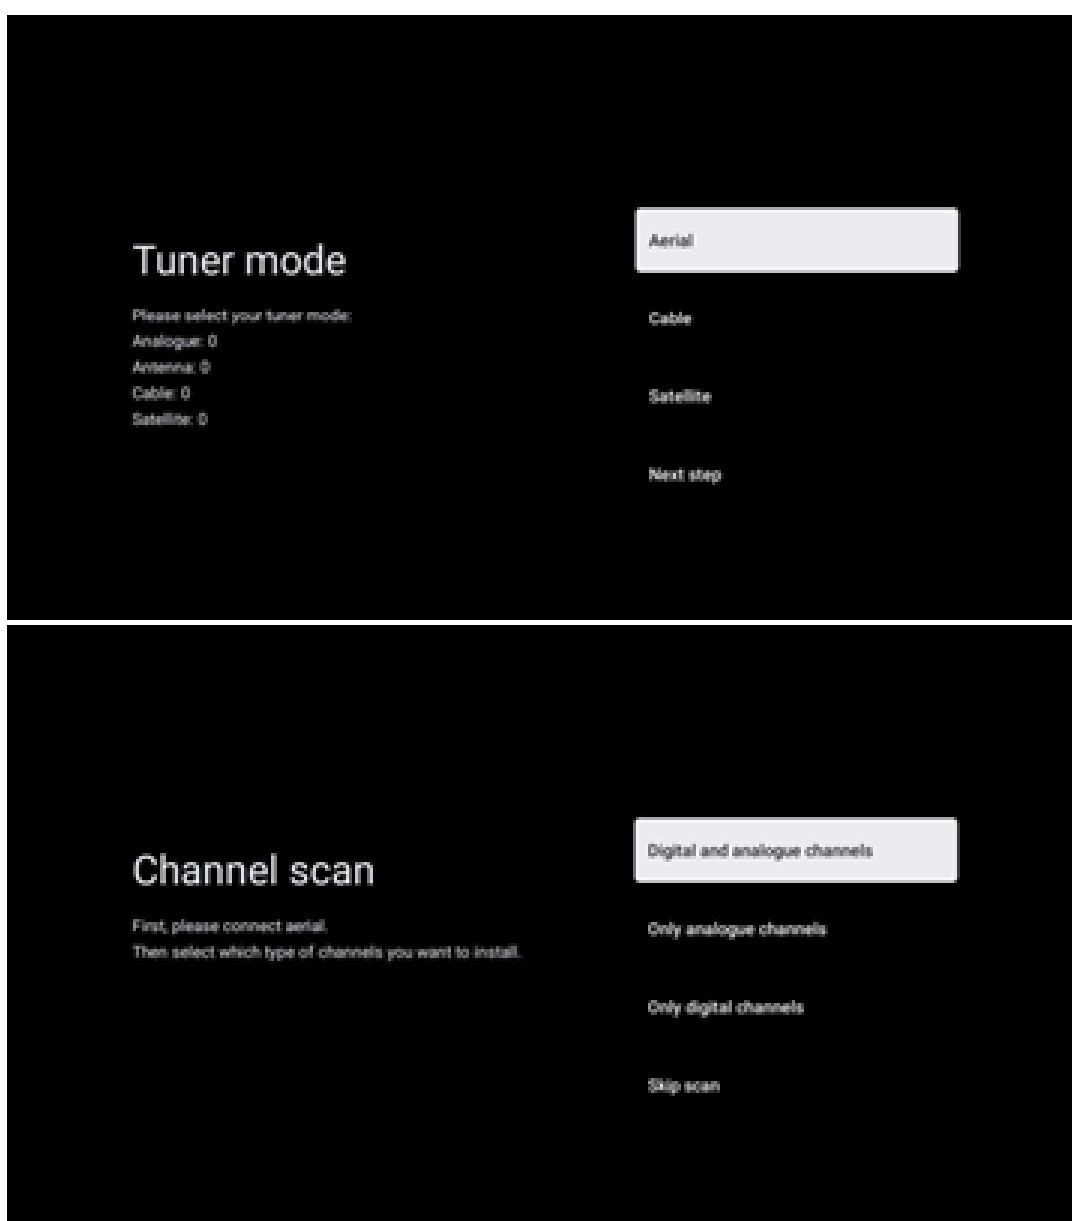 Tuner mode
Please select your tuner mode:
Analogue: 0
Antenna: 0
Cable: 0
Satellite: 0
Aerial
Cable
Satellite
Next step
Channel scan
First, please connect aerial.
Then select which type of channels you want to install.
Digital and analogue channels
Only analogue channels
Only digital channels
Skip scan